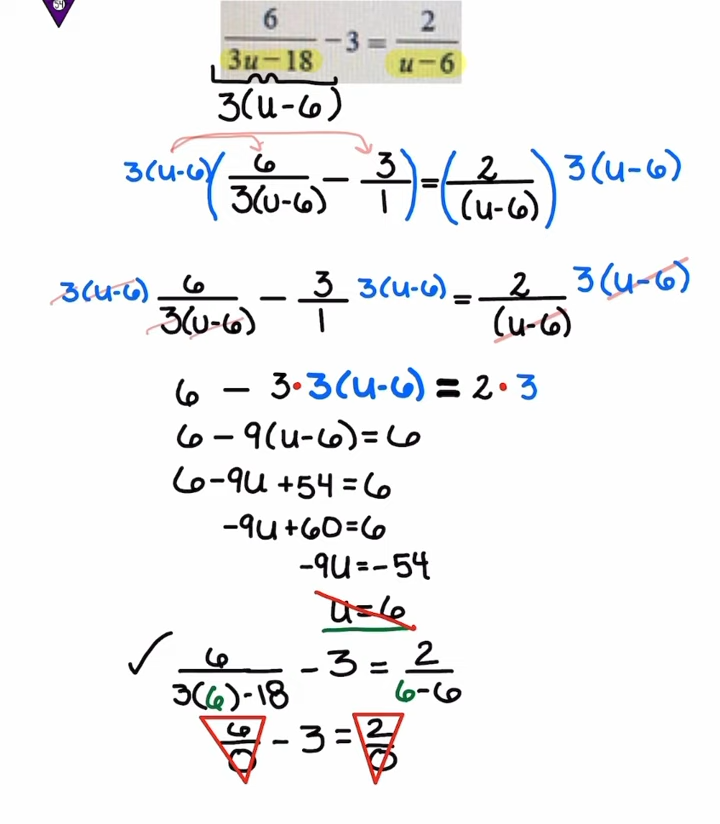 54
6/(3u-18) - 3 = 2/(u-6)
3(u-6)
3(u-6)(6/(3(u-6)) - 3/1) = (2/(u-6)) 3(u-6)
3(u-6) 6/(3(u-6)) - 3/1 3(u-6) = 2/(u-6) 3(u-6)
6 - 3·3(u-6) = 2·3
6 - 9(u-6) = 6
6-9u+54=6
-9u+60=6
-9u=-54
u=6
✓ 6/(3(6)-18) - 3 = 2/(6-6)
6/0 - 3 = 2/0